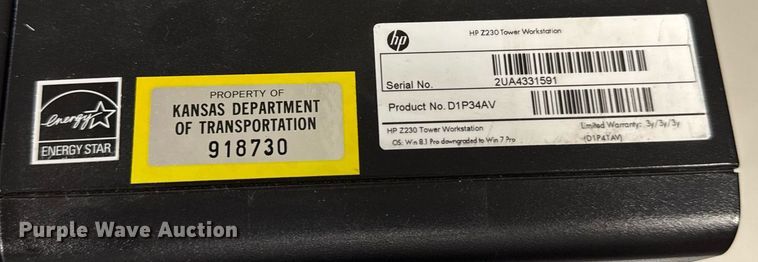 hp
HP Z230 Tower Workstation
Serial No.
2UA4331591
Product No. D1P34AV
HP Z230 Tower Workstation
OS: Win 8.1 Pro downgraded to Win 7 Pro
Limited Warranty: 3y/3y/3y
(D1P41AV)
PROPERTY OF
KANSAS DEPARTMENT
OF TRANSPORTATION
918730
energy
ENERGY STAR
Purple Wave Auction